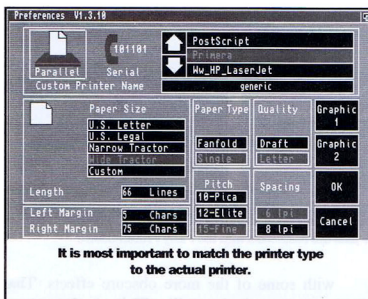 Preferences V1.3.10
Parallel
101101
Serial
PostScript
Primera
Ww_HP_LaserJet
Custom Printer Name
generic
Paper Size
U.S. Letter
U.S. Legal
Narrow Tractor
Wide Tractor
Custom
Length 66 Lines
Left Margin 5 Chars
Right Margin 75 Chars
Paper Type
Fanfold
Single
Quality
Draft
Letter
Pitch
10-Pica
12-Elite
15-Fine
Spacing
6 lpi
8 lpi
Graphic 1
Graphic 2
OK
Cancel
It is most important to match the printer type
to the actual printer.